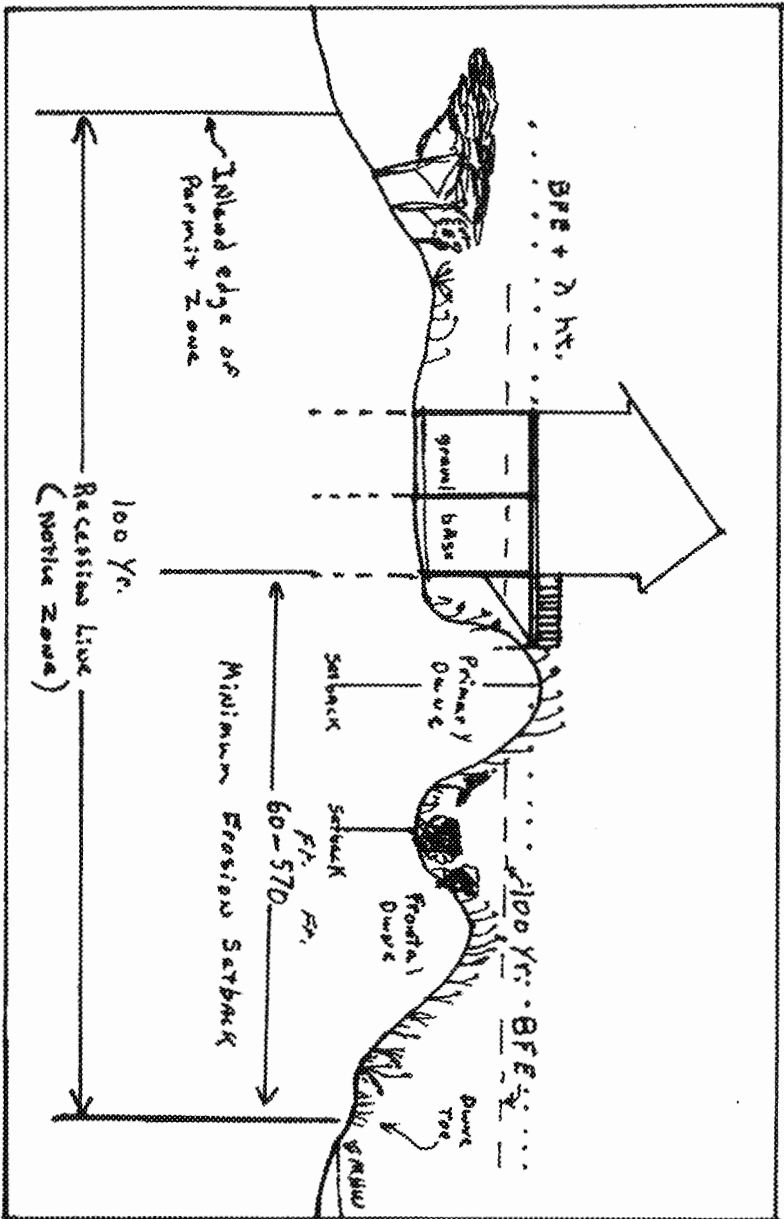 BFE + λ ht.
100 Yr. BFE
gravel base
Primary
Dune
Frontal
Dune
Dune
Toe
Setback
Setback
MHW
Inland edge of
Permit Zone
Ft. Ft.
60-570
Minimum Erosion Setback
100 Yr.
Recession Line
(Notice Zone)